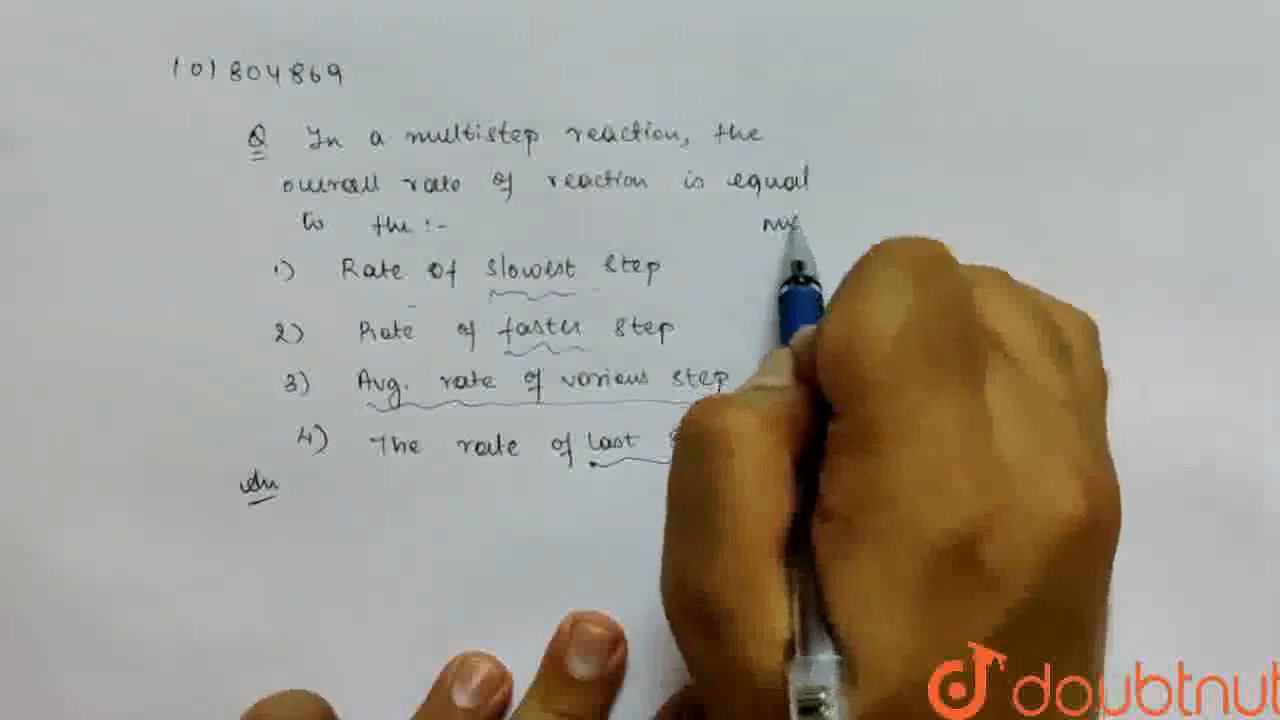 101804869
Q In a multistep reaction, the
overall rate of reaction is equal
to the :-
1) Rate of slowest step
2) Rate of faster step
3) Avg. rate of various step
4) The rate of last
doubtnut